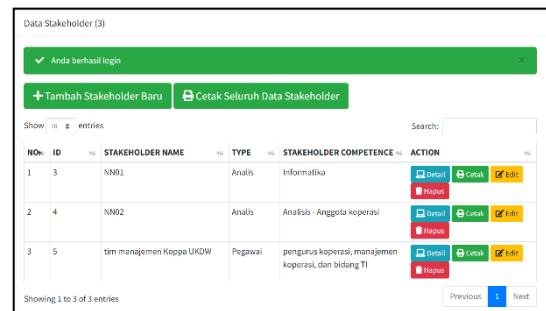 Data Stakeholder (3)
Anda berhasil login ×
Tambah Stakeholder Baru Cetak Seluruh Data Stakeholder
Show 10 entries Search:
NO ID STAKEHOLDER NAME TYPE STAKEHOLDER COMPETENCE ACTION
1 3 NN01 Analis Informatika Detail Cetak Edit
Hapus
2 4 NN02 Analis Analisis - Anggota koperasi Detail Cetak Edit
Hapus
3 5 tim manajemen Koppa UKDW Pegawai pengurus koperasi, manajemen Detail Cetak Edit
koperasi, dan bidang TI Hapus
Showing 1 to 3 of 3 entries Previous 1 Next